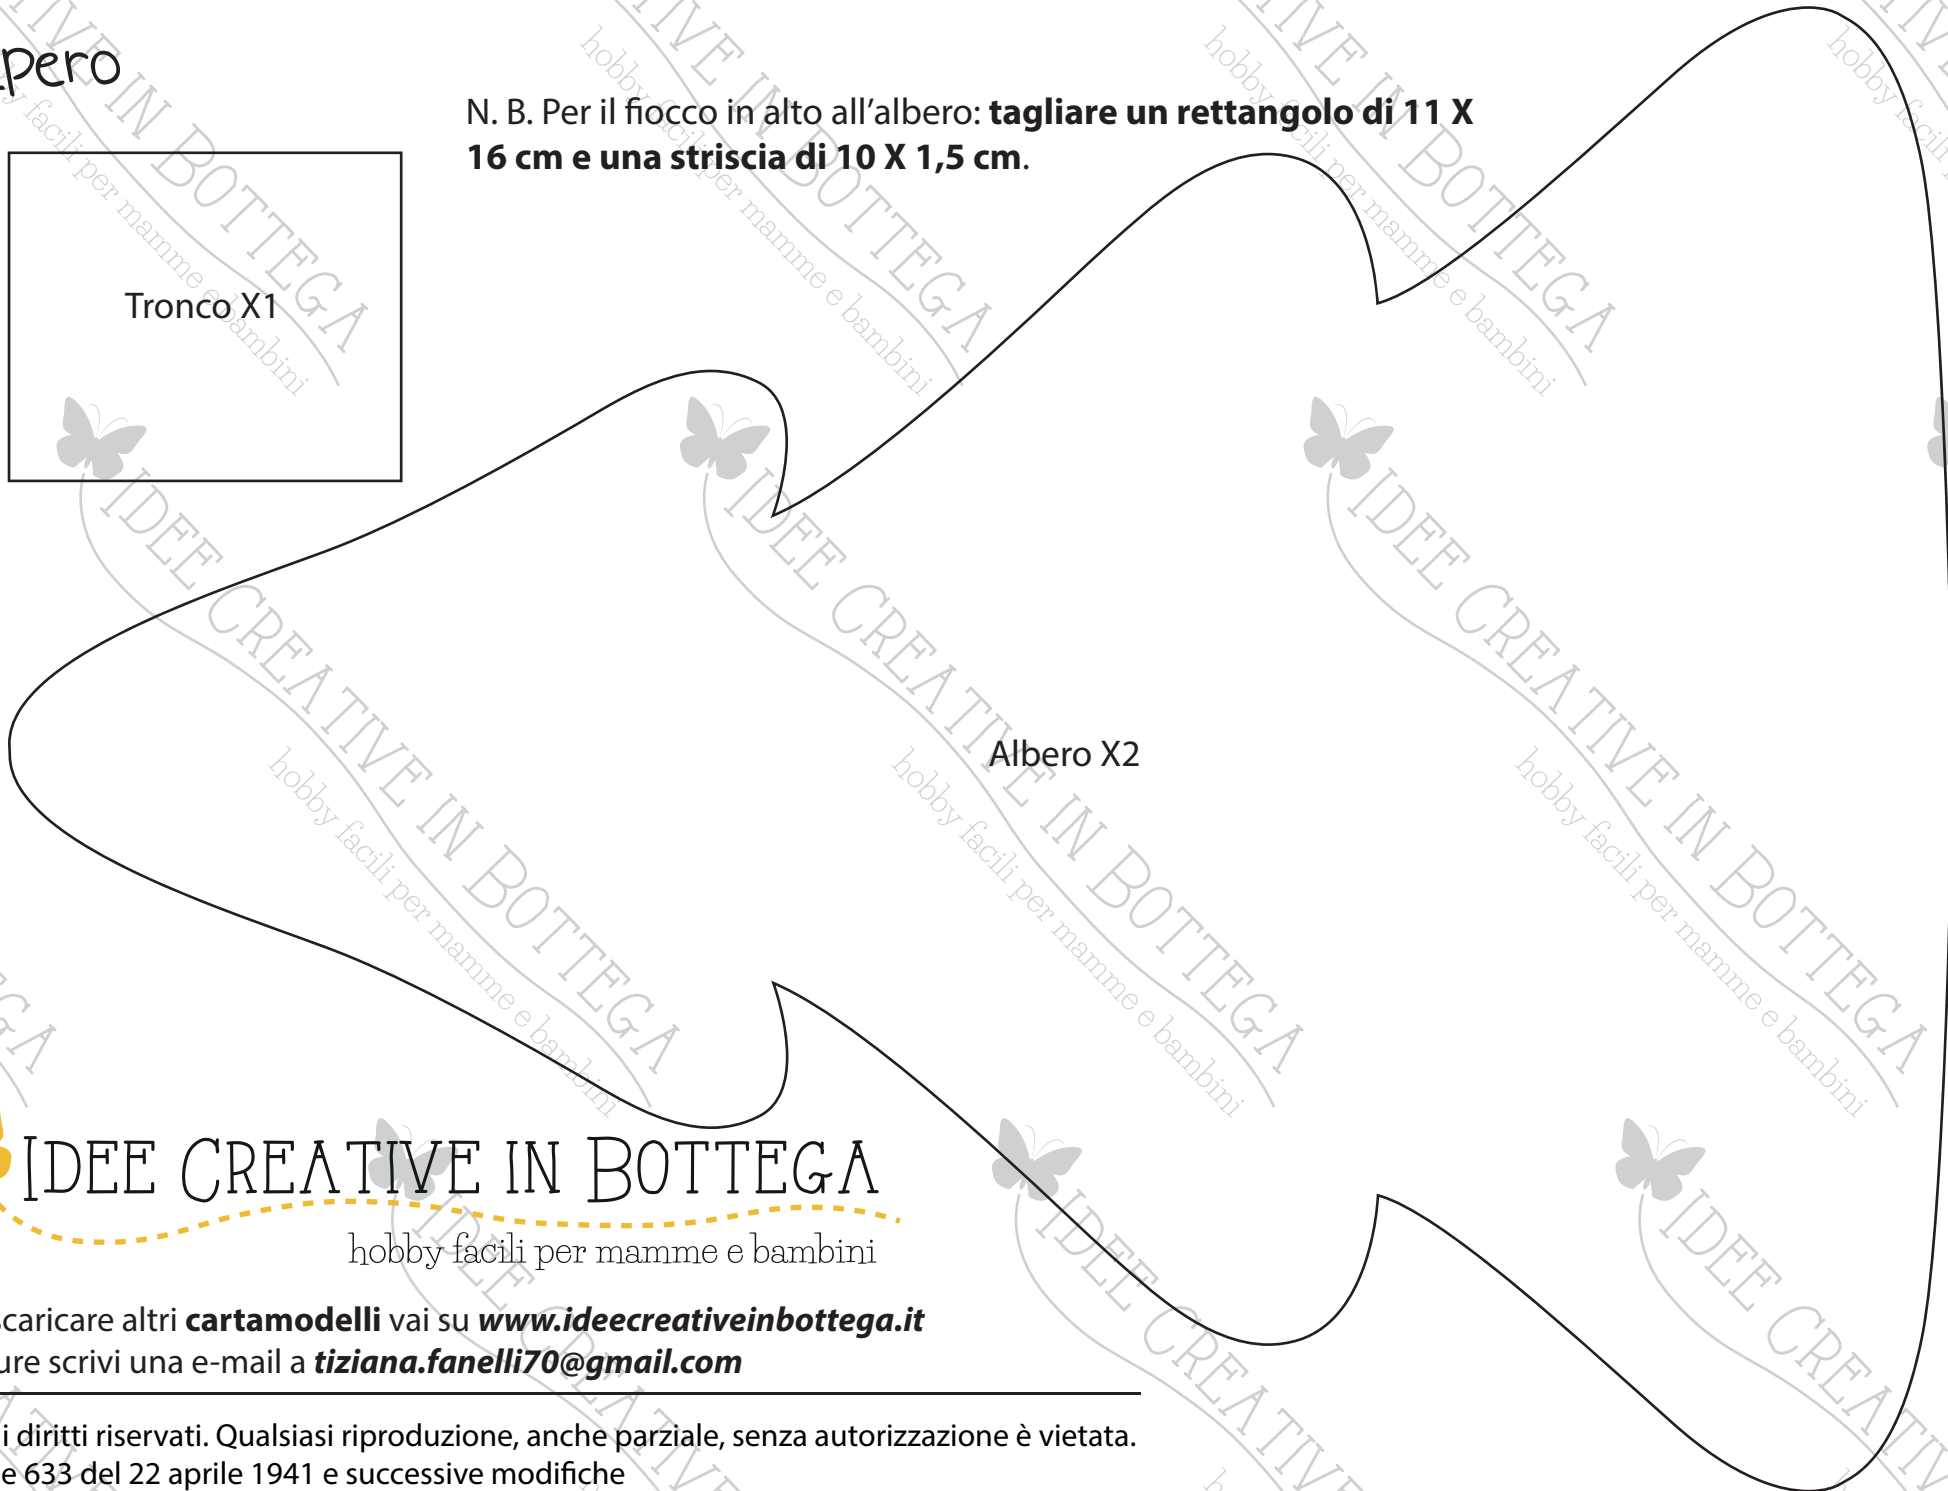 pero
N. B. Per il fiocco in alto all’albero: tagliare un rettangolo di 11 X
16 cm e una striscia di 10 X 1,5 cm.
Tronco X1
Albero X2
IDEE CREATIVE IN BOTTEGA
hobby facili per mamme e bambini
caricare altri cartamodelli vai su www.ideecreativeinbottega.it
ure scrivi una e-mail a tiziana.fanelli70@gmail.com
i diritti riservati. Qualsiasi riproduzione, anche parziale, senza autorizzazione è vietata.
e 633 del 22 aprile 1941 e successive modifiche